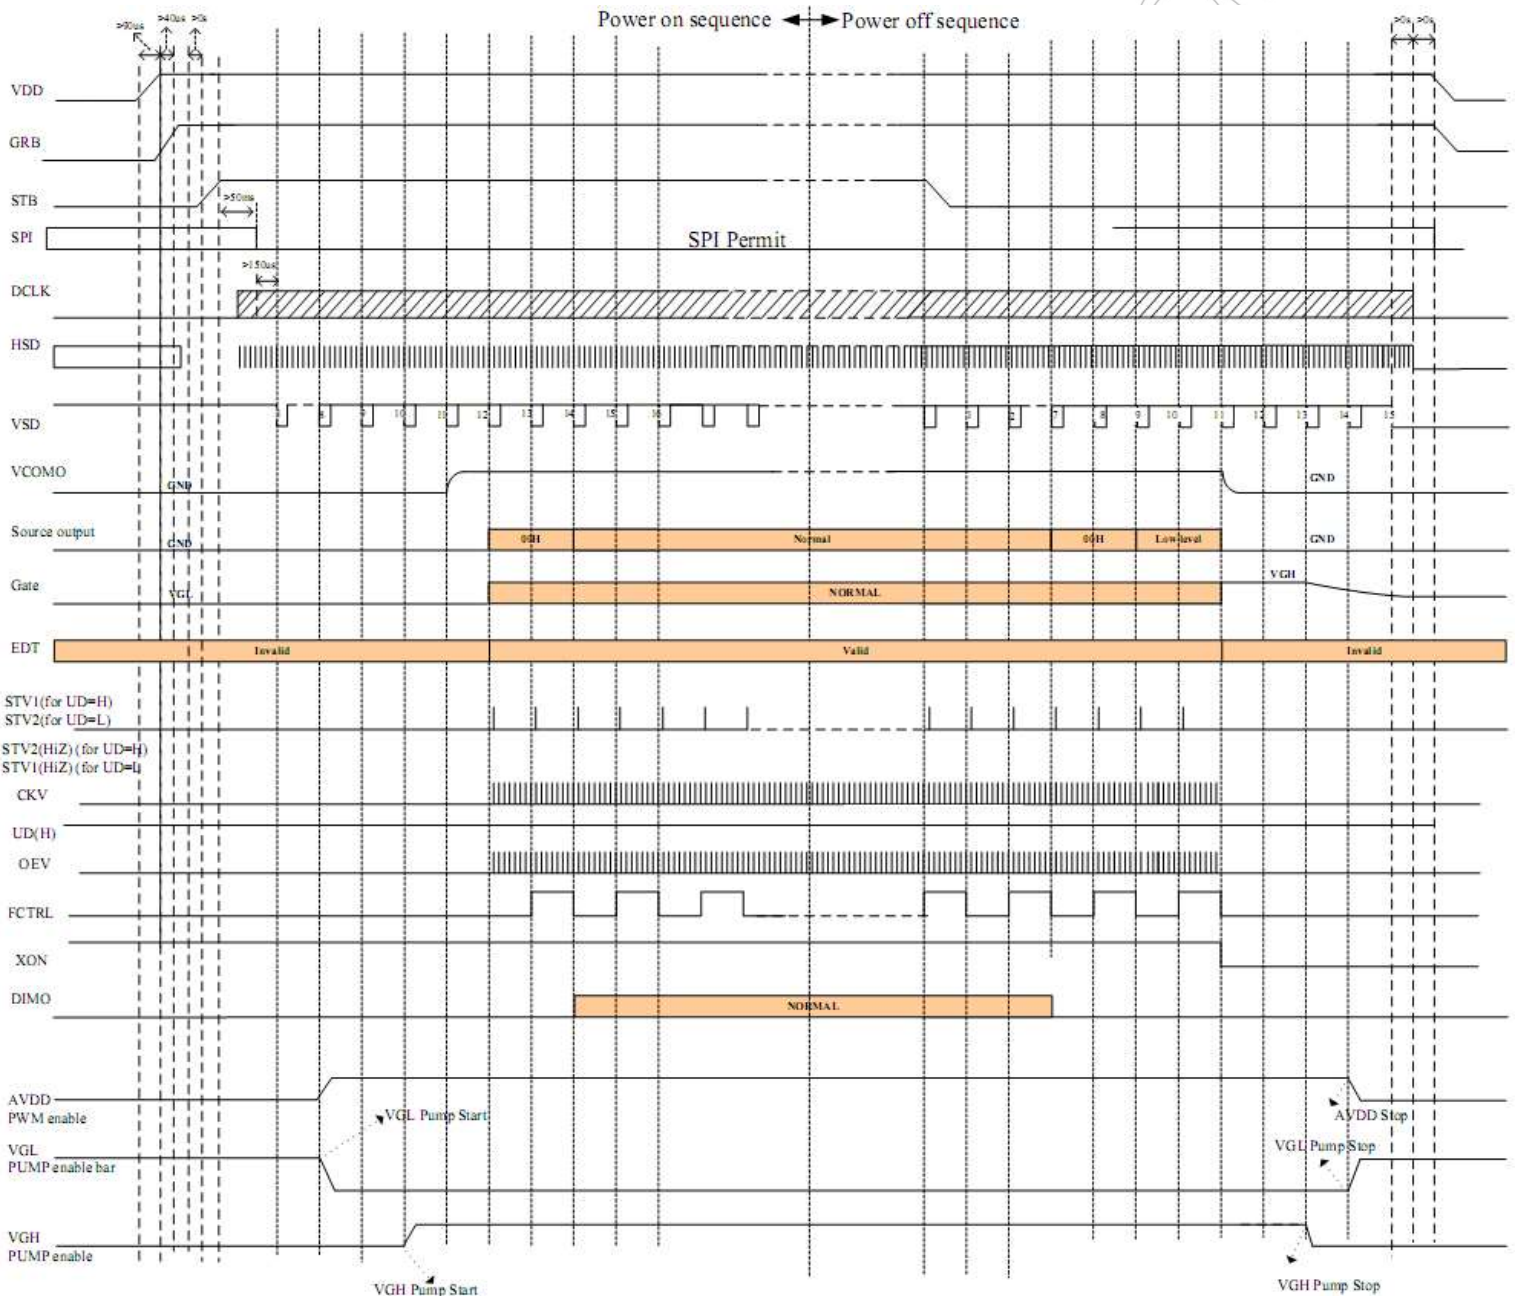 Power on sequence Power off sequence
>90us >40us >0s >0s >0s
VDD
GRB
STB
>50ms
SPI
SPI Permit
>150us
DCLK
HSD
VSD
8 9 10 11 12 13 14 15 16 1 2 7 8 9 10 11 12 13 14 15
VCOMO
GND GND
Source output
GND 00H Normal 00H Low-level GND
Gate
VGL NORMAL VGH
EDT
Invalid Valid Invalid
STV1(for UD=H)
STV2(for UD=L)
STV2(HiZ) (for UD=H)
STV1(HiZ) (for UD=L
CKV
UD(H)
OEV
FCTRL
XON
DIMO
NORMAL
AVDD
PWM enable
VGL Pump Start
AVDD Stop
VGL
PUMP enable bar
VGL Pump Stop
VGH
PUMP enable
VGH Pump Start
VGH Pump Stop